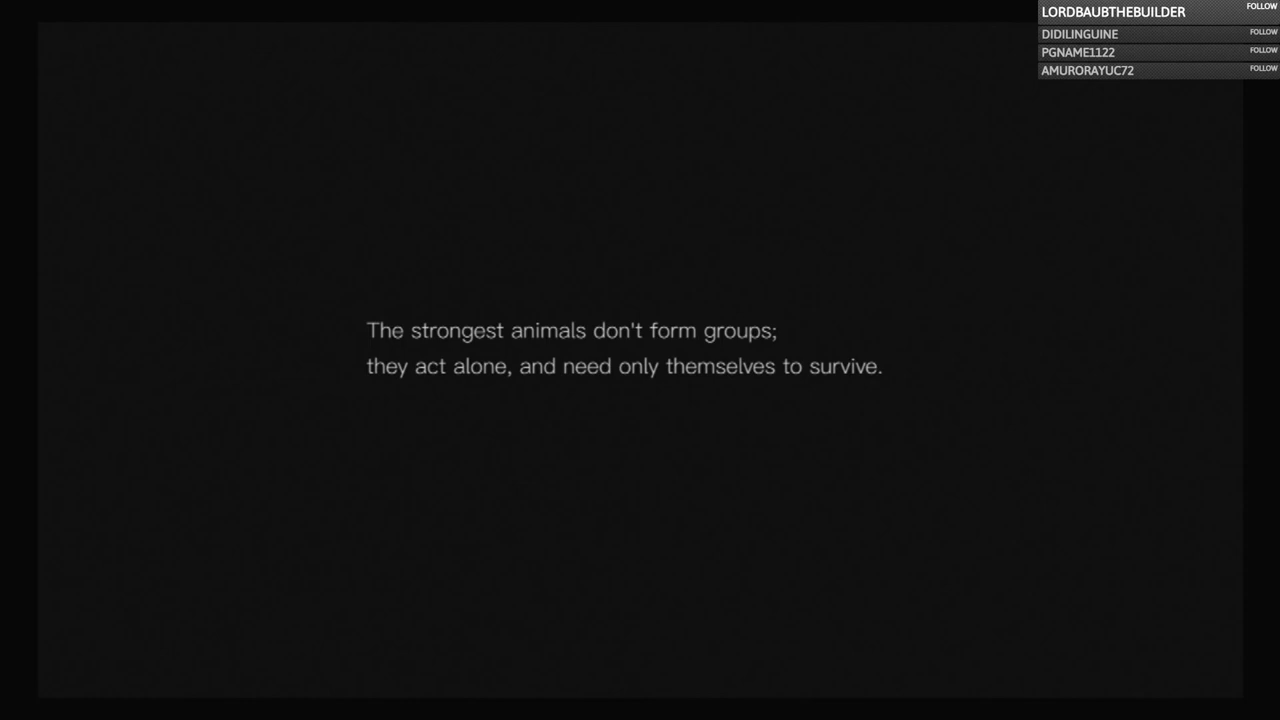 LORDBAUBTHEBUILDER FOLLOW
DIDILINGUINE FOLLOW
PGNAME1122 FOLLOW
AMURORAYUC72 FOLLOW
The strongest animals don't form groups;
they act alone, and need only themselves to survive.